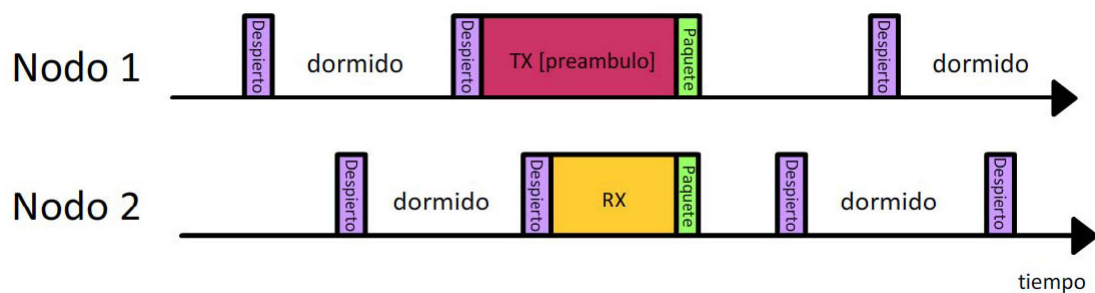 Nodo 1
Despierto
dormido
Despierto
TX [preambulo]
Paquete
Despierto
dormido
Nodo 2
Despierto
dormido
Despierto
RX
Paquete
Despierto
dormido
Despierto
tiempo